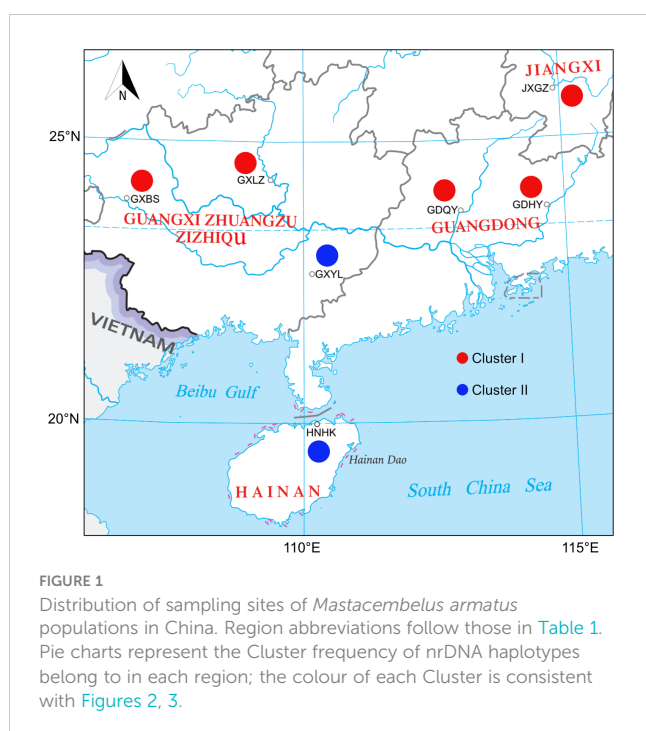 JIANGXI
JXGZ
N
25°N
GXLZ
GXBS
GDQY
GDHY
GUANGXI ZHUANGZU
ZIZHIQu
GUANGDONG
GXYL
VIETNAM
Cluster I
Beibu Gulf
Cluster II
20°N
HNHK
Hainan Dao
HAINAN
South China Sea
110°E
115°E
FIGURE 1
Distribution of sampling sites of Mastacembelus armatus
populations in China. Region abbreviations follow those in Table 1.
Pie charts represent the Cluster frequency of nrDNA haplotypes
belong to in each region; the colour of each Cluster is consistent
with Figures 2, 3.